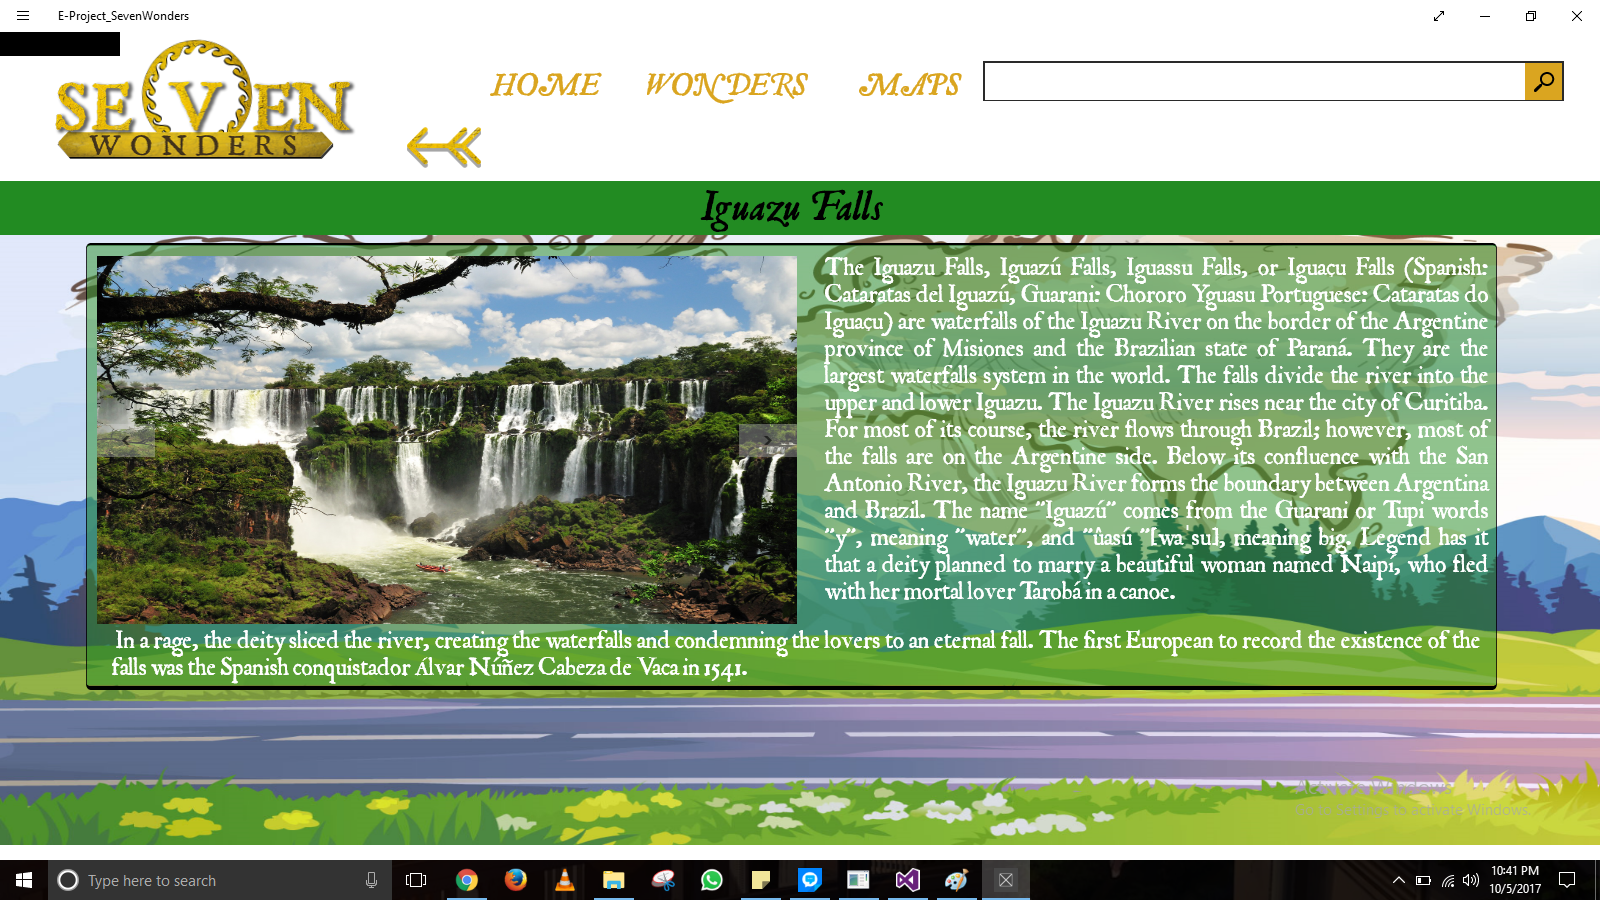 E-Project_SevenWonders
SEVEN
WONDERS
HOME WONDERS MAPS
Iguazu Falls
The Iguazu Falls, Iguazú Falls, Iguassu Falls, or Iguaçu Falls (Spanish:
Cataratas del Iguazú, Guarani: Chororo Yguasu Portuguese: Cataratas do
Iguaçu) are waterfalls of the Iguazu River on the border of the Argentine
province of Misiones and the Brazilian state of Paraná. They are the
largest waterfalls system in the world. The falls divide the river into the
upper and lower Iguazu. The Iguazu River rises near the city of Curitiba.
For most of its course, the river flows through Brazil; however, most of
the falls are on the Argentine side. Below its confluence with the San
Antonio River, the Iguazu River forms the boundary between Argentina
and Brazil. The name "Iguazú" comes from the Guarani or Tupi words
"y", meaning "water", and "ûasú "[wa su], meaning big. Legend has it
that a deity planned to marry a beautiful woman named Naipí, who fled
with her mortal lover Tarobá in a canoe.
In a rage, the deity sliced the river, creating the waterfalls and condemning the lovers to an eternal fall. The first European to record the existence of the
falls was the Spanish conquistador Álvar Núñez Cabeza de Vaca in 1541.
Activate Windows
Go to Settings to activate Windows.
Type here to search
10:41 PM
10/5/2017